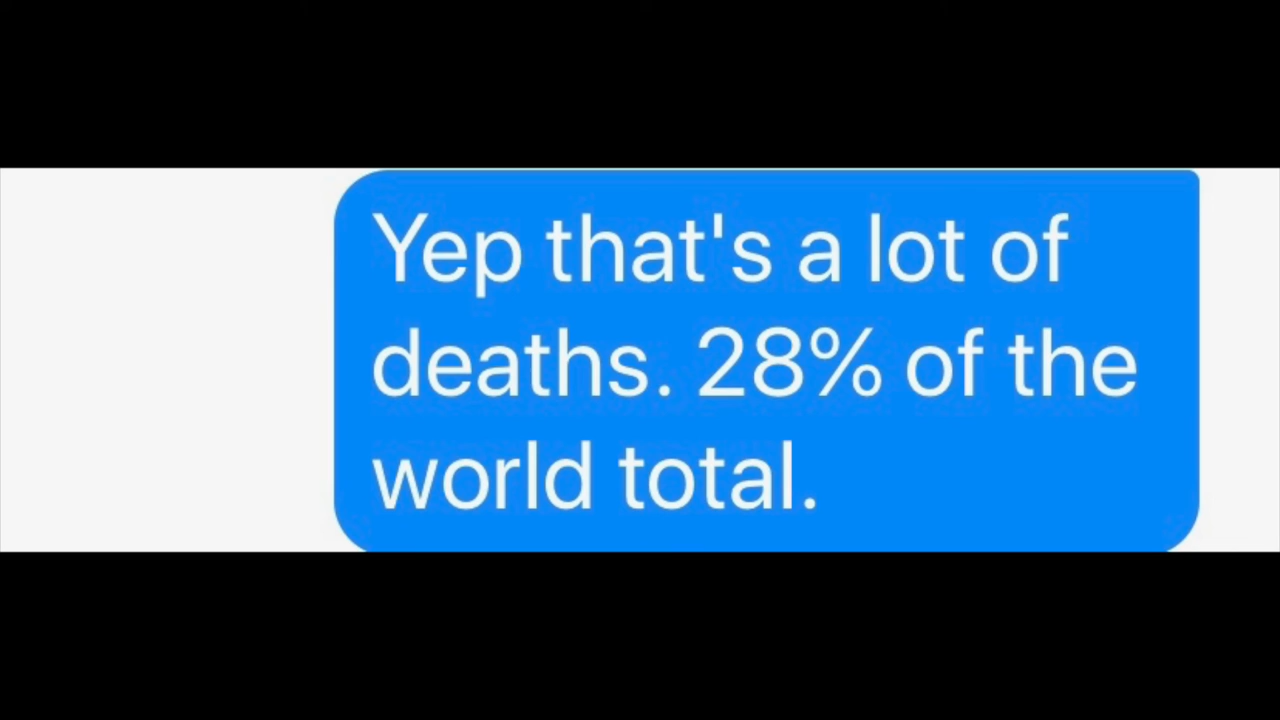 Yep that's a lot of
deaths. 28% of the
world total.